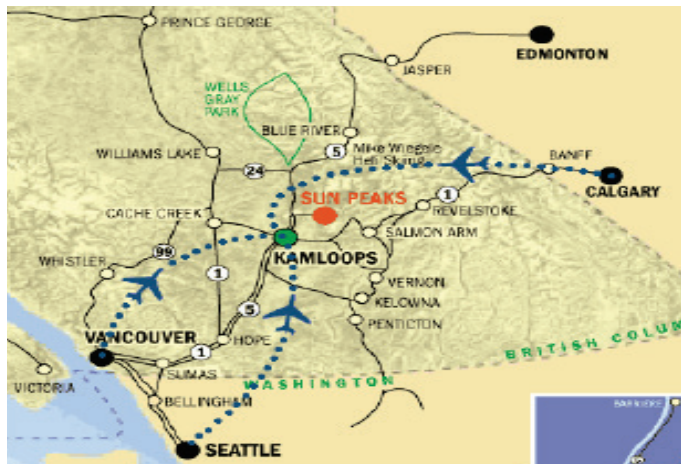 PRINCE GEORGE
EDMONTON
JASPER
WELLS
GRAY
PARK
BLUE RIVER
5
Mike Wiegele
Heli Skiing
WILLIAMS LAKE
24
BANFF
CALGARY
SUN PEAKS
1
REVELSTOKE
CACHE CREEK
SALMON ARM
99
KAMLOOPS
WHISTLER
1
VERNON
KELOWNA
5
PENTICTON
HOPE
VANCOUVER
1
BRITISH COLUM
SUMAS
WASHINGTON
VICTORIA
BELLINGHAM
BARRIERE
SEATTLE